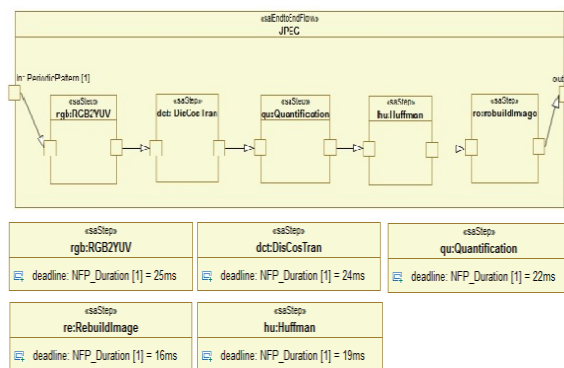 «saEndtoEndFlow»
JPEG
in: PeriodicPattern [1]
out
«saStep»
rgb:RGB2YUV
«saStep»
dct: DisCosTran
«saStep»
qu:Quantification
«saStep»
hu:Huffman
«saStep»
re:rebuildImage
«saStep»
rgb:RGB2YUV
deadline: NFP_Duration [1] = 25ms
«saStep»
dct:DisCosTran
deadline: NFP_Duration [1] = 24ms
«saStep»
qu:Quantification
deadline: NFP_Duration [1] = 22ms
«saStep»
re:RebuildImage
deadline: NFP_Duration [1] = 16ms
«saStep»
hu:Huffman
deadline: NFP_Duration [1] = 19ms